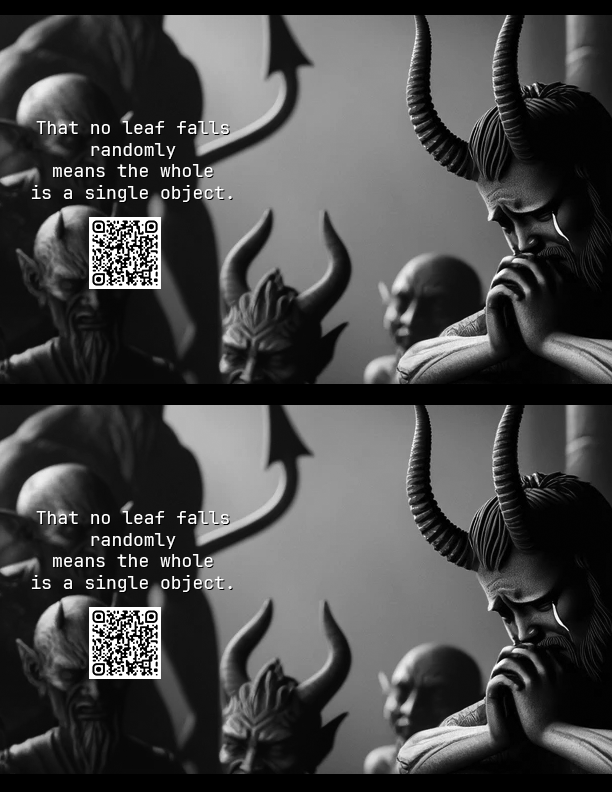 That no leaf falls
randomly
means the whole
is a single object.
That no leaf falls
randomly
means the whole
is a single object.